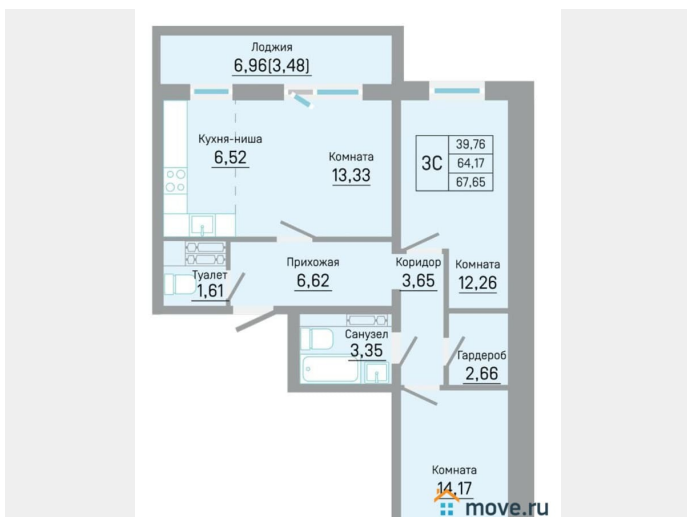 Лоджия
6,96(3,48)
Кухня-ниша
6,52
Комната
13,33
3С
39,76
64,17
67,65
Туалет
1,61
Прихожая
6,62
Коридор
3,65
Комната
12,26
Санузел
3,35
Гардероб
2,66
Комната
14,17
move.ru